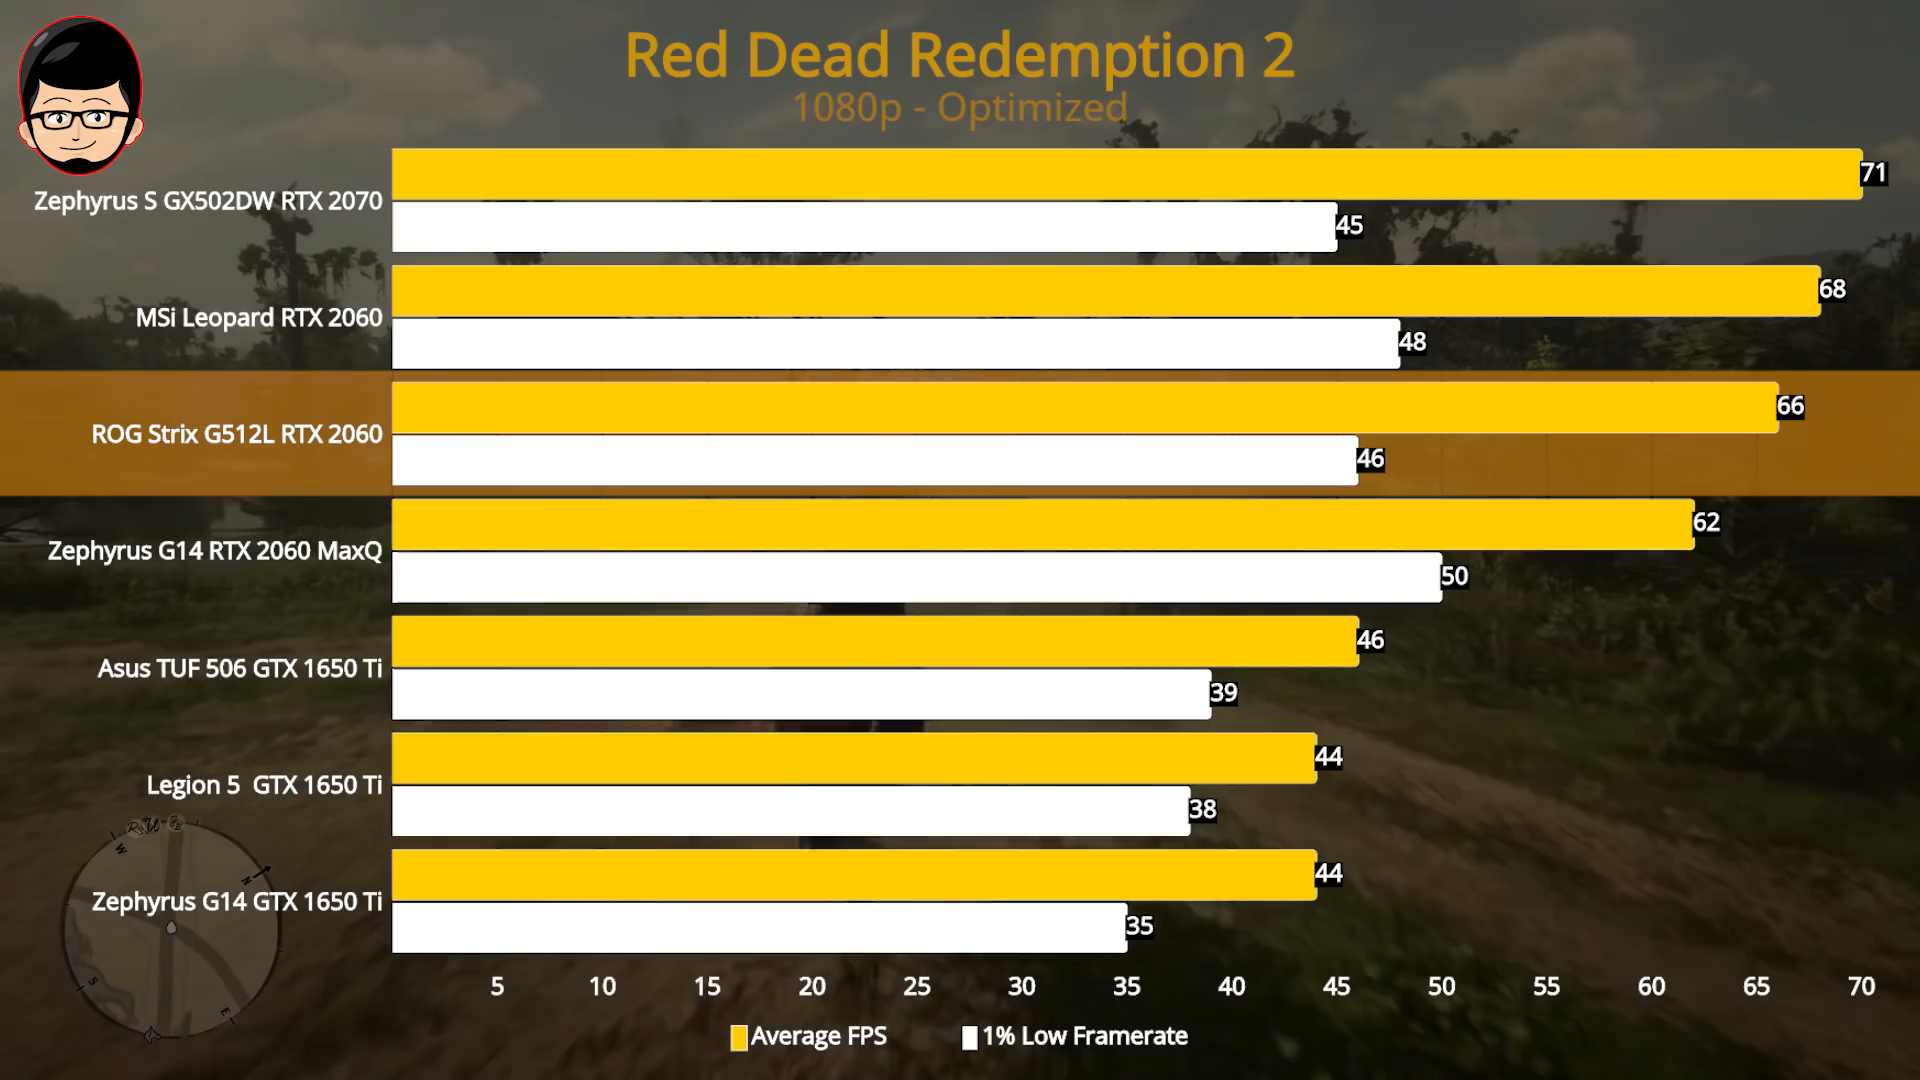 Red Dead Redemption 2
1080p - Optimized
Zephyrus S GX502DW RTX 2070
71
45
MSi Leopard RTX 2060
68
48
ROG Strix G512L RTX 2060
66
46
Zephyrus G14 RTX 2060 MaxQ
62
50
Asus TUF 506 GTX 1650 Ti
46
39
Legion 5  GTX 1650 Ti
44
38
Zephyrus G14 GTX 1650 Ti
44
35
W
N
S
E
5 10 15 20 25 30 35 40 45 50 55 60 65 70
Average FPS 1% Low Framerate